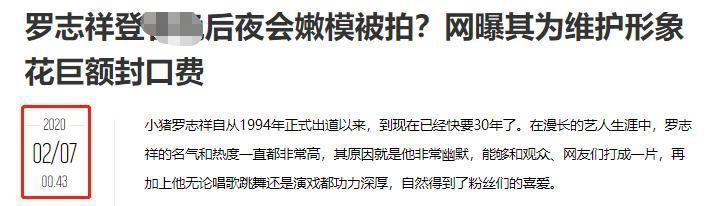 罗志祥登后夜会嫩模被拍？网曝其为维护形象
花巨额封口费
2020
02/07
00:43
小猪罗志祥自从1994年正式出道以来，到现在已经快要30年了。在漫长的艺人生涯中，罗志
祥的名气和热度一直都非常高，其原因就是他非常幽默，能够和观众、网友们打成一片，再
加上他无论唱歌跳舞还是演戏都功力深厚，自然得到了粉丝们的喜爱。